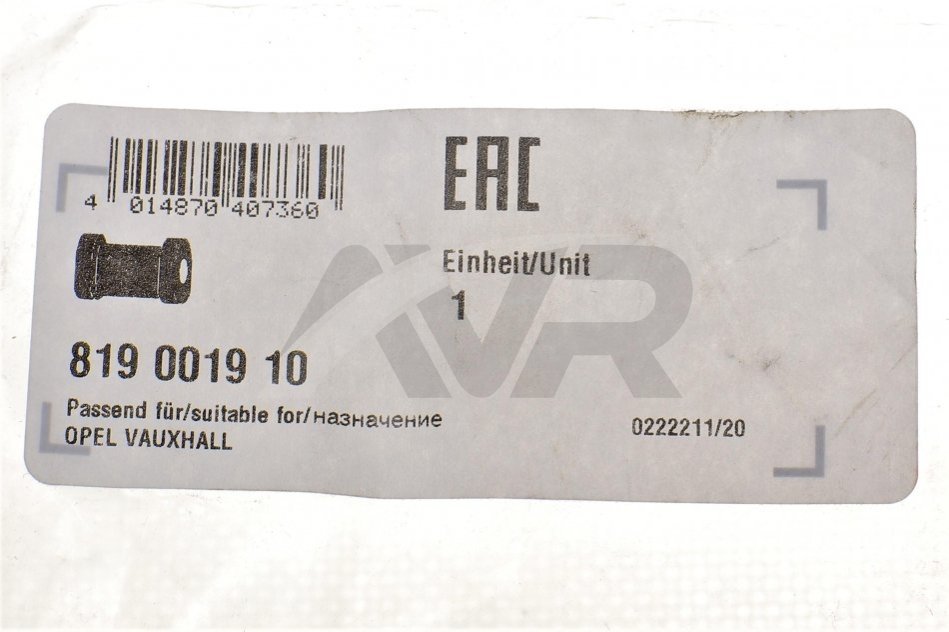 4 014870 407360
EAC
Einheit/Unit
1
AVR
819 0019 10
Passend für/suitable for/назначение
OPEL VAUXHALL
0222211/20